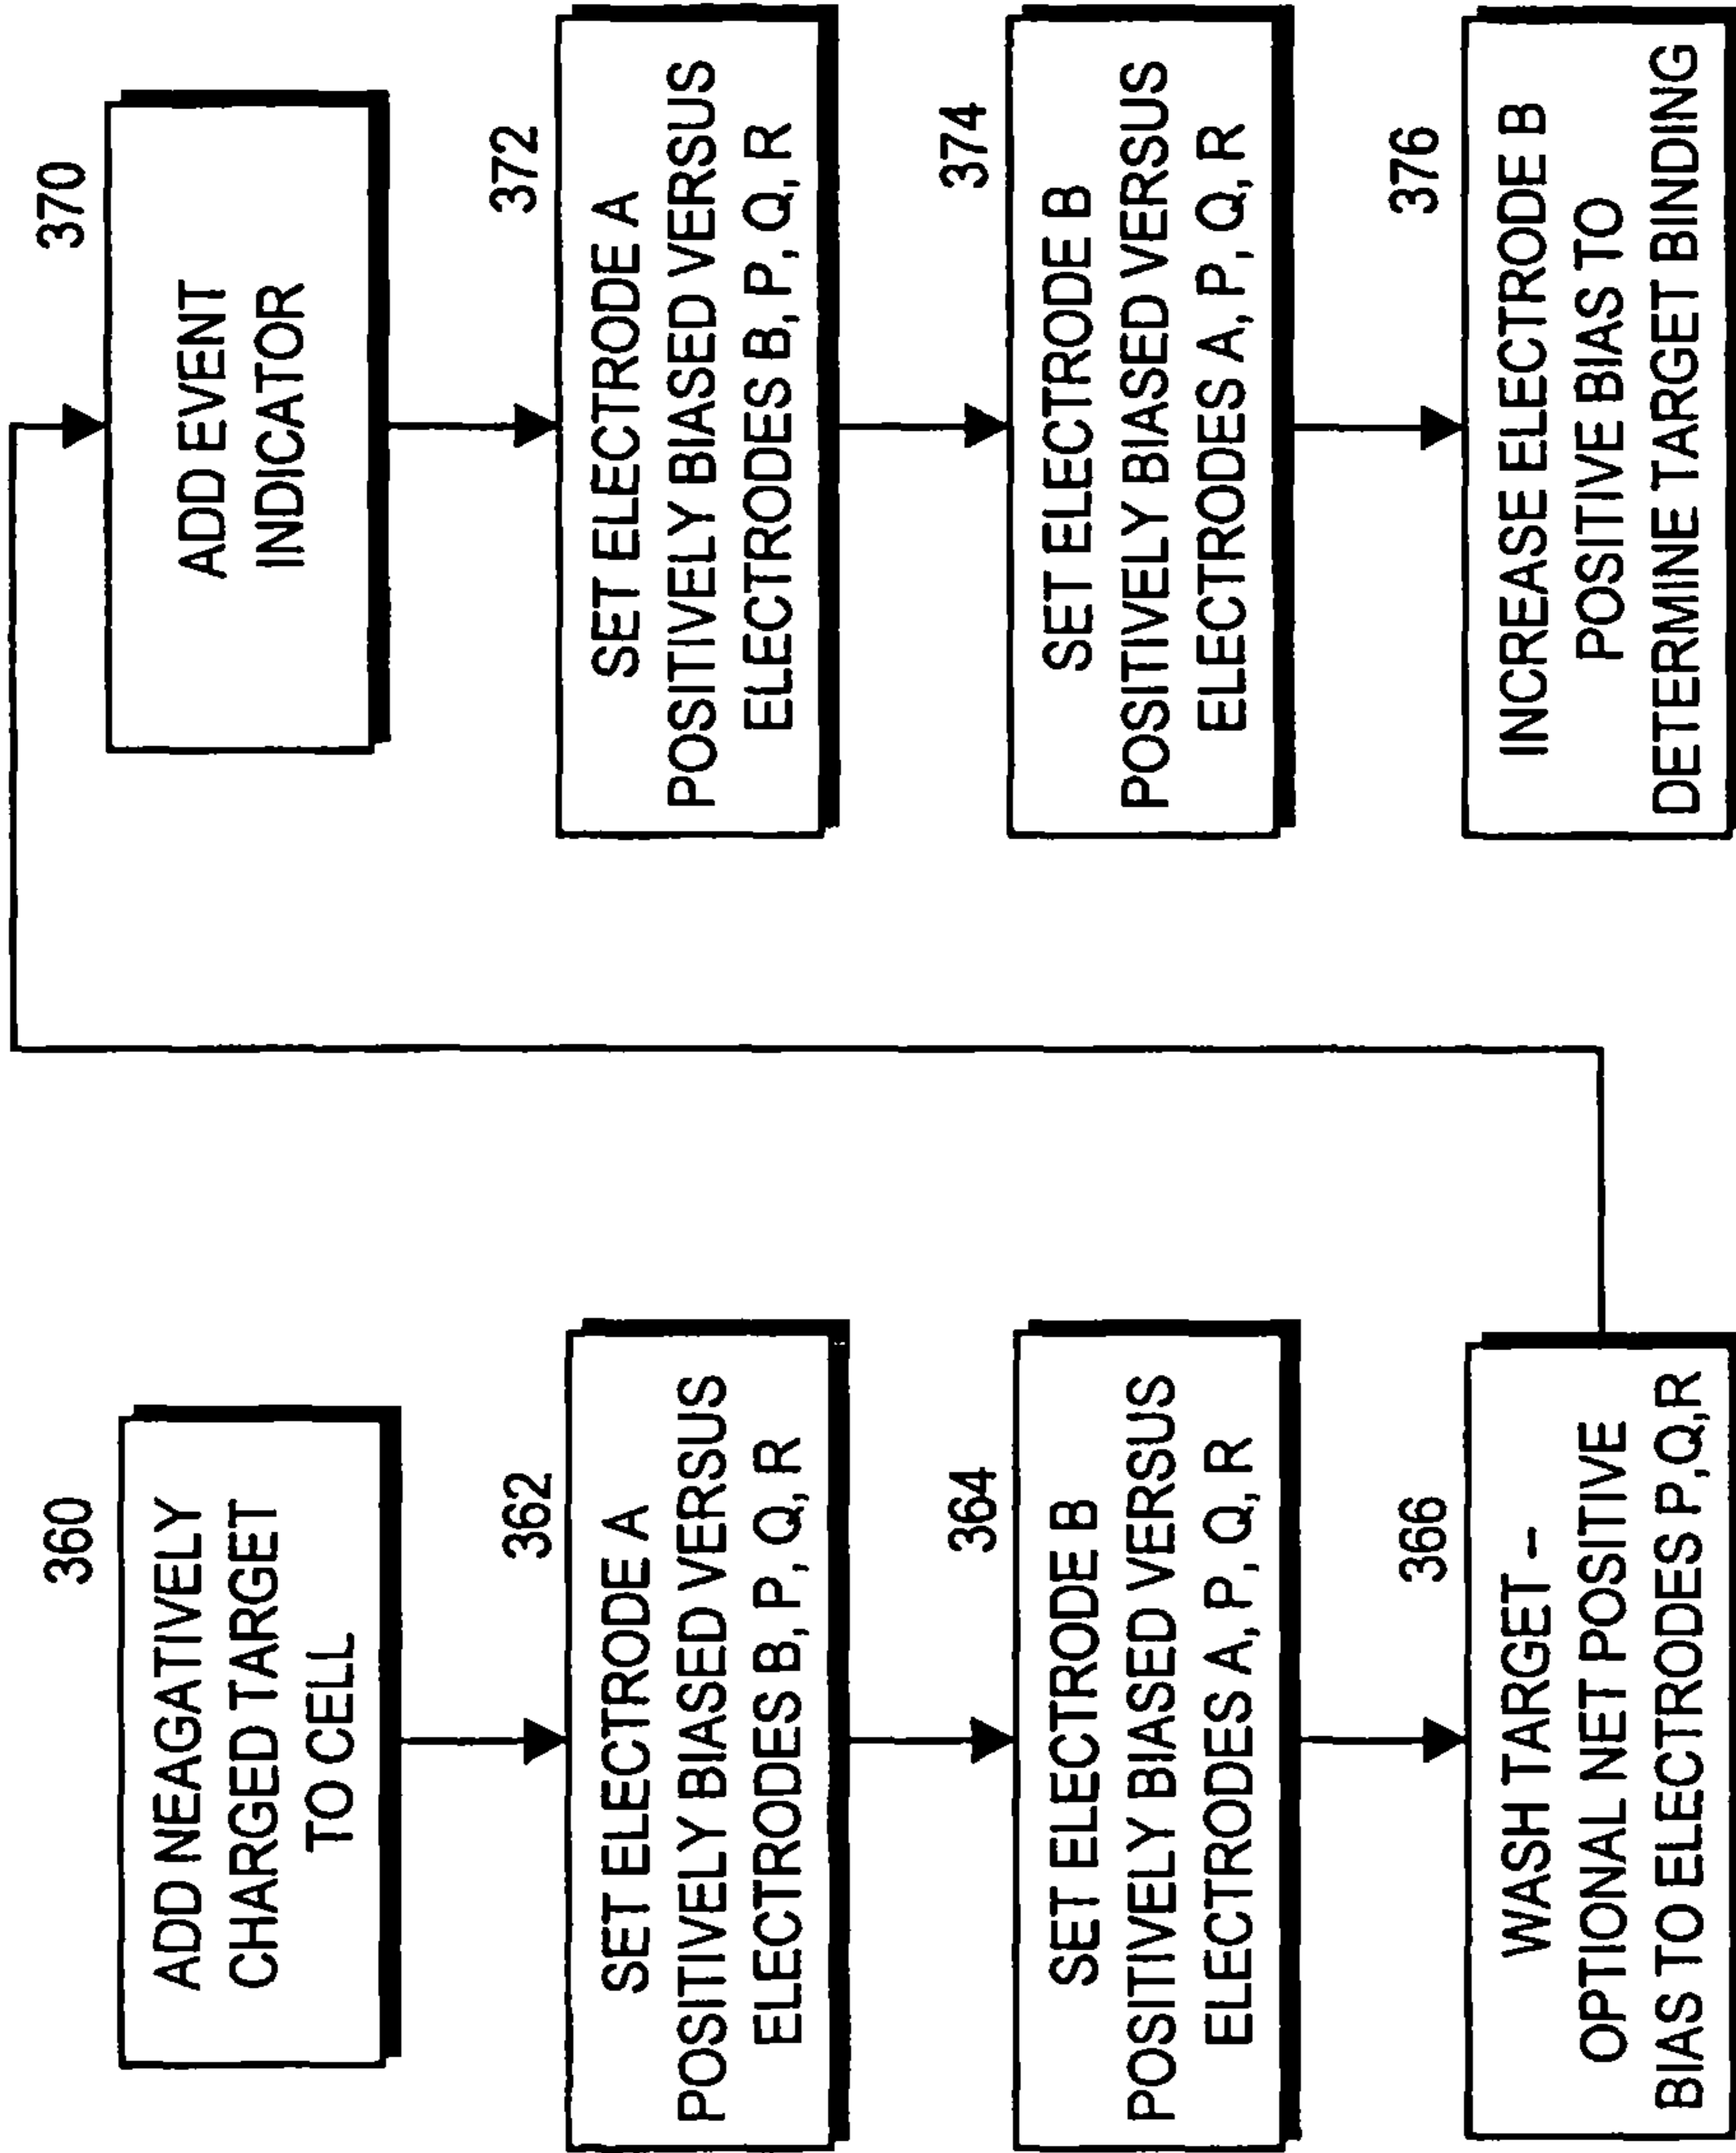 360
ADD NEAGATIVELY
CHARGED TARGET
TO CELL
362
SET ELECTRODE A
POSITIVELY BIASED VERSUS
ELECTRODES B, P, Q, R
364
SET ELECTRODE B
POSITIVELY BIASED VERSUS
ELECTRODES A, P, Q, R
366
WASH TARGET -
OPTIONAL NET POSITIVE
BIAS TO ELECTRODES P,Q,R
370
ADD EVENT
INDICATOR
372
SET ELECTRODE A
POSITIVELY BIASED VERSUS
ELECTRODES B, P, Q, R
374
SET ELECTRODE B
POSITIVELY BIASED VERSUS
ELECTRODES A, P, Q, R
376
INCREASE ELECTRODE B
POSITIVE BIAS TO
DETERMINE TARGET BINDING